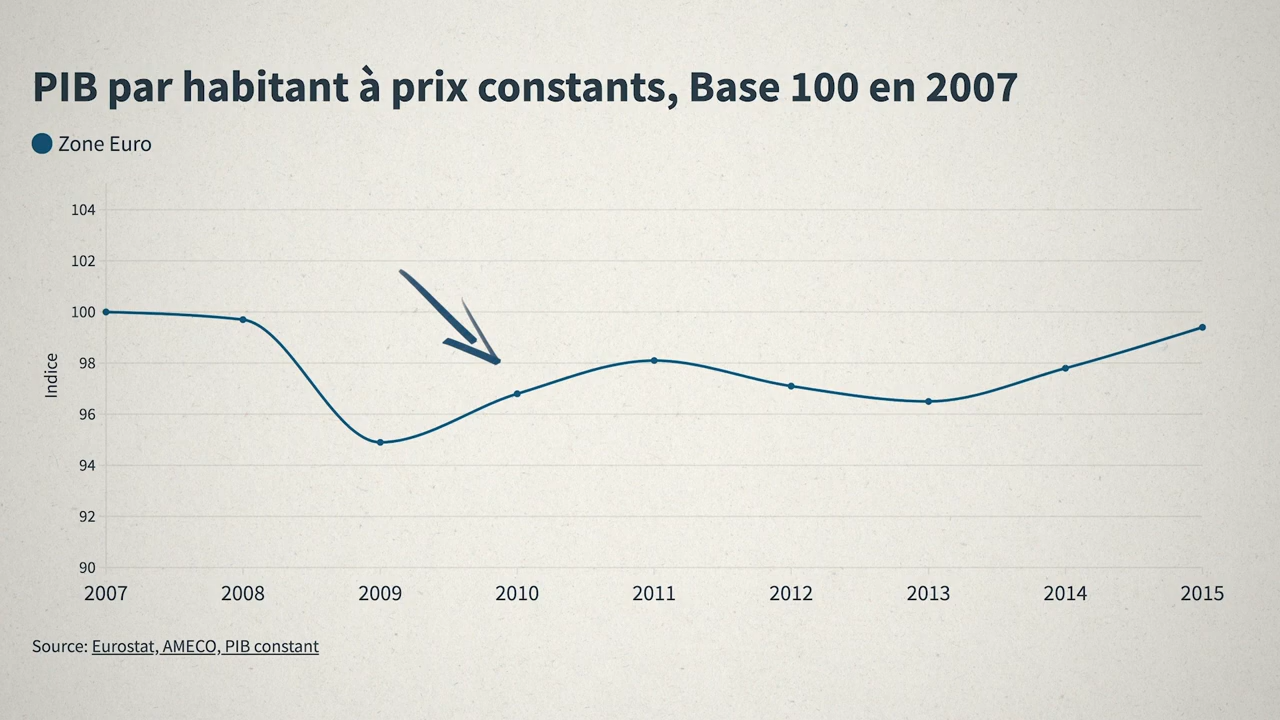 PIB par habitant à prix constants, Base 100 en 2007
Zone Euro
104
102
100
98
96
94
92
90
Indice
2007 2008 2009 2010 2011 2012 2013 2014 2015
Source: Eurostat, AMECO, PIB constant